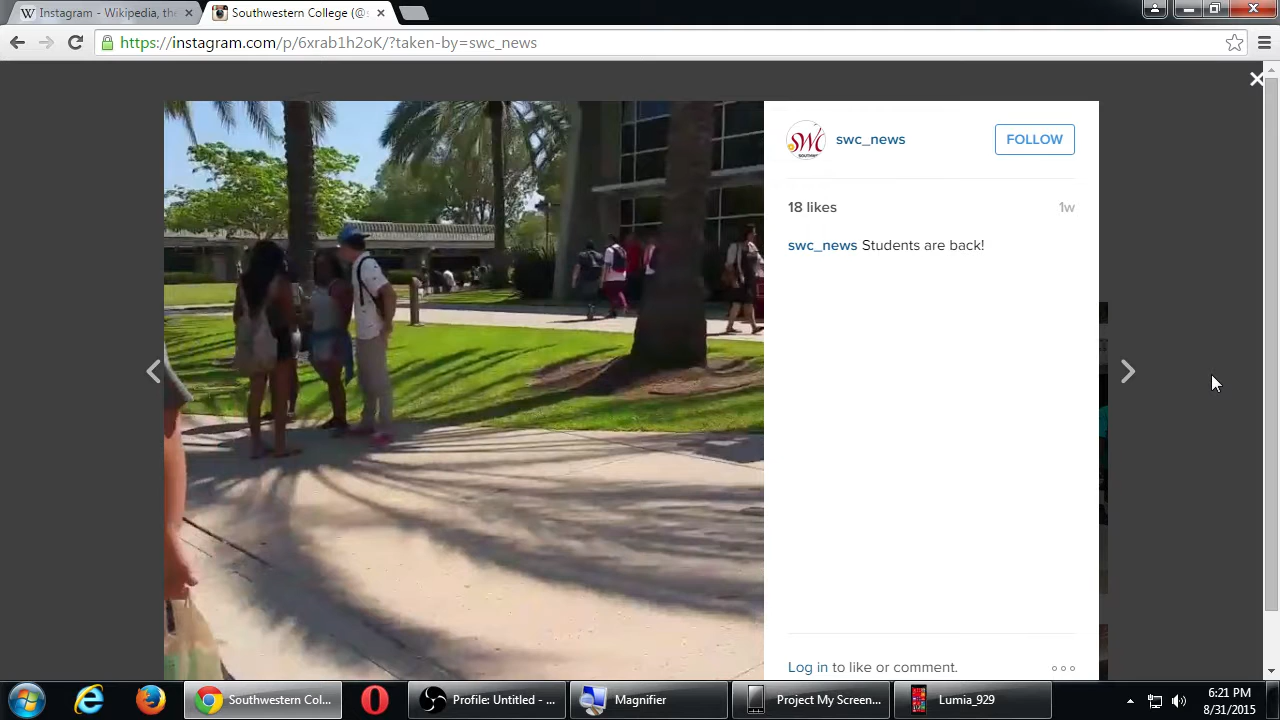 Instagram - Wikipedia, the
Southwestern College (@s
https://instagram.com/p/6xrab1h2oK/?taken-by=swc_news
SWC
swc_news
FOLLOW
18 likes
1w
swc_news Students are back!
Log in to like or comment.
Southwestern Col...
Profile: Untitled - ...
Magnifier
Project My Screen...
Lumia_929
6:21 PM
8/31/2015